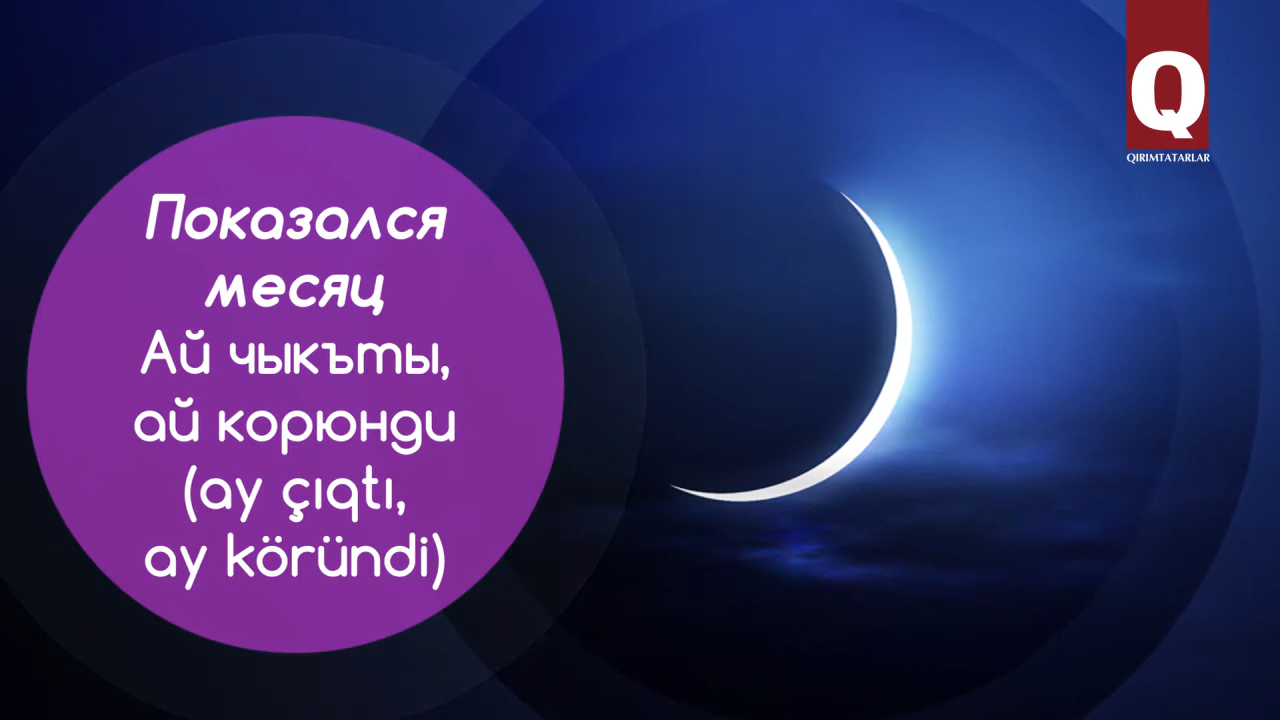 Показался
месяц
Ай чыкъты,
ай корюнди
(ay çıqtı,
ay köründi)
Q
QIRIMTATARLAR